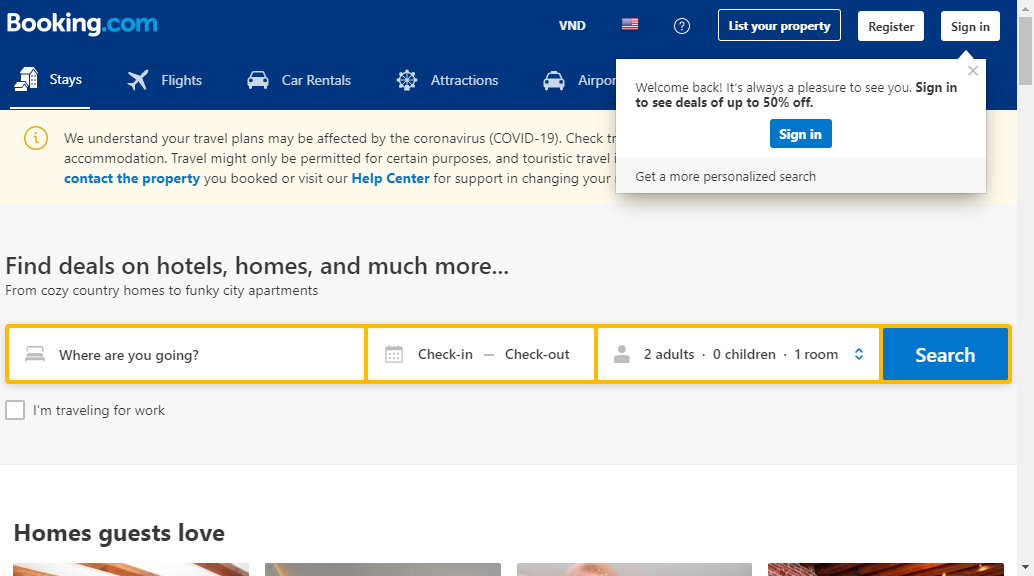 Booking.com
VND
List your property
Register
Sign in
Stays
Flights
Car Rentals
Attractions
Airpor
Welcome back! It's always a pleasure to see you. Sign in
to see deals of up to 50% off.
Sign in
Get a more personalized search
We understand your travel plans may be affected by the coronavirus (COVID-19). Check tr
accommodation. Travel might only be permitted for certain purposes, and touristic travel i
contact the property you booked or visit our Help Center for support in changing your
Find deals on hotels, homes, and much more...
From cozy country homes to funky city apartments
Where are you going?
Check-in — Check-out
2 adults · 0 children · 1 room
Search
I'm traveling for work
Homes guests love